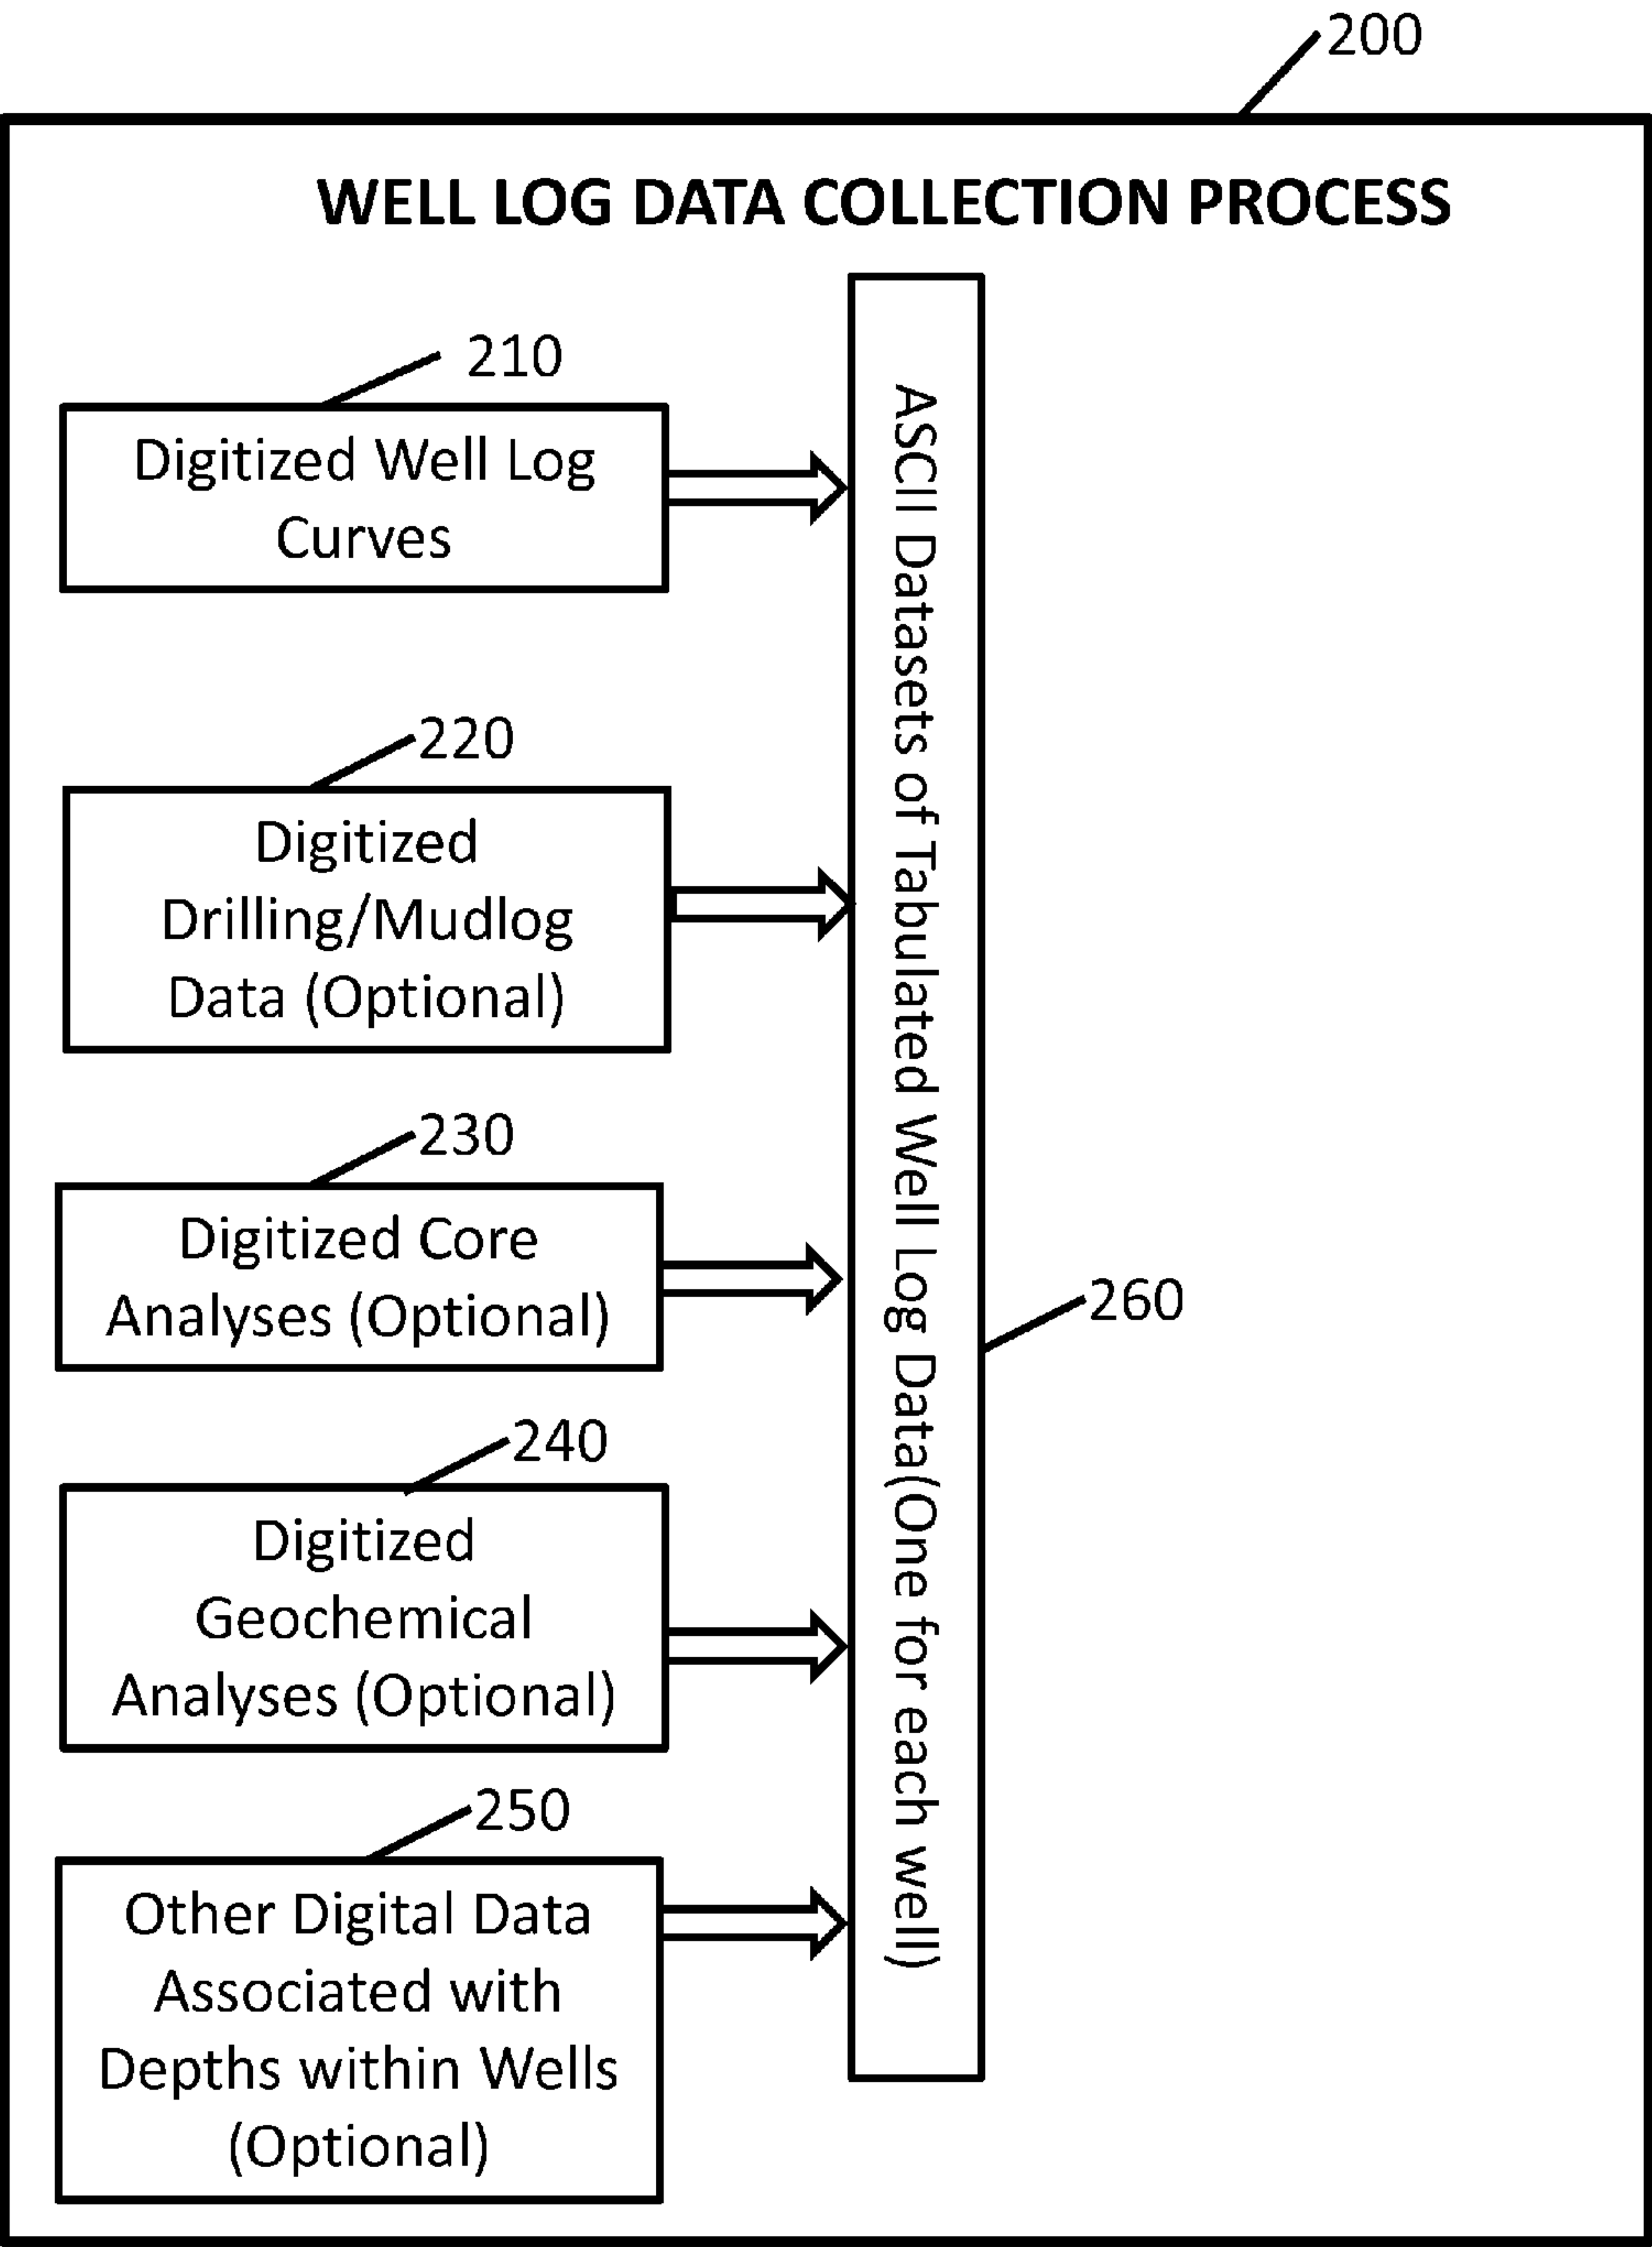 200
WELL LOG DATA COLLECTION PROCESS
210
Digitized Well Log
Curves
220
Digitized
Drilling/Mudlog
Data (Optional)
230
Digitized Core
Analyses (Optional)
240
Digitized
Geochemical
Analyses (Optional)
250
Other Digital Data
Associated with
Depths within Wells
(Optional)
ASCII Datasets of Tabulated Well Log Data(One for each well)
260